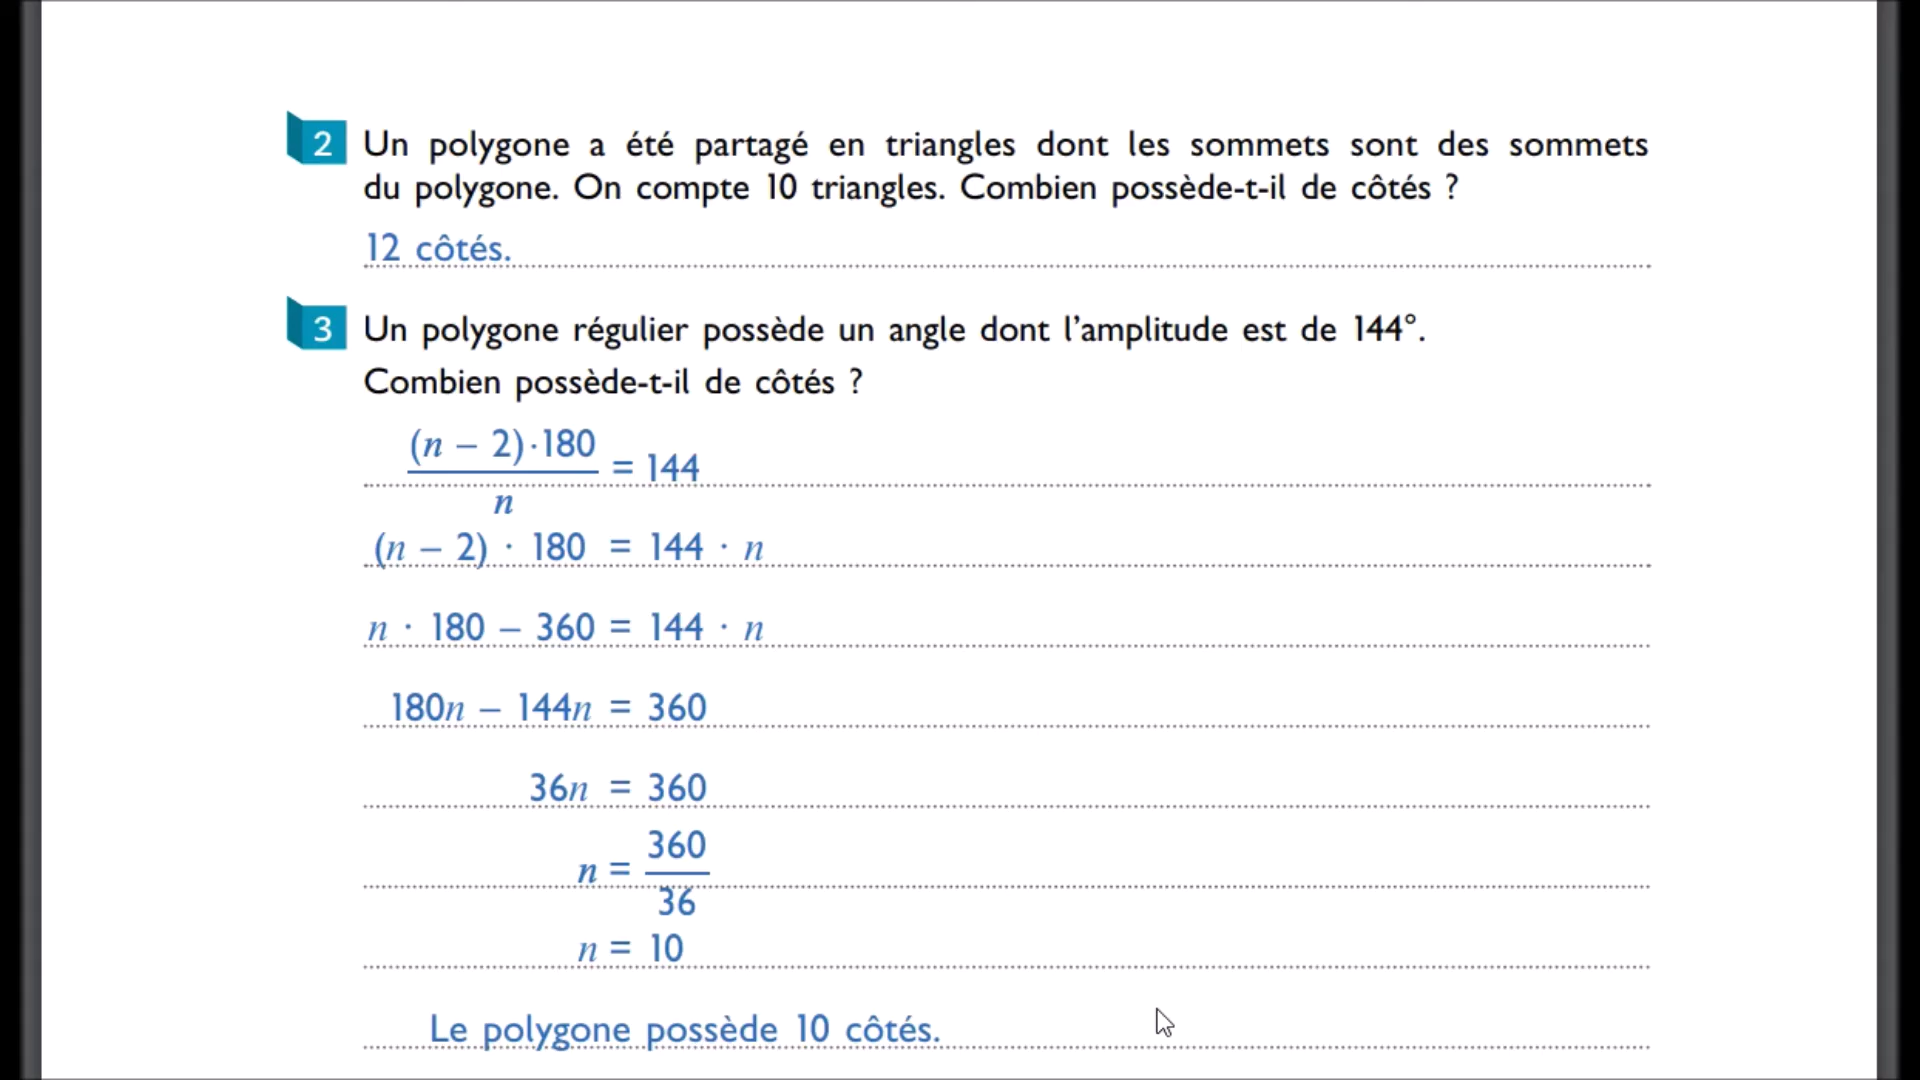 2 Un polygone a été partagé en triangles dont les sommets sont des sommets
du polygone. On compte 10 triangles. Combien possède-t-il de côtés ?
12 côtés.
3 Un polygone régulier possède un angle dont l’amplitude est de 144°.
Combien possède-t-il de côtés ?
(n – 2)·180
= 144
n
(n – 2) · 180 = 144 · n
n · 180 – 360 = 144 · n
180n – 144n = 360
36n = 360
360
n =
36
n = 10
Le polygone possède 10 côtés.